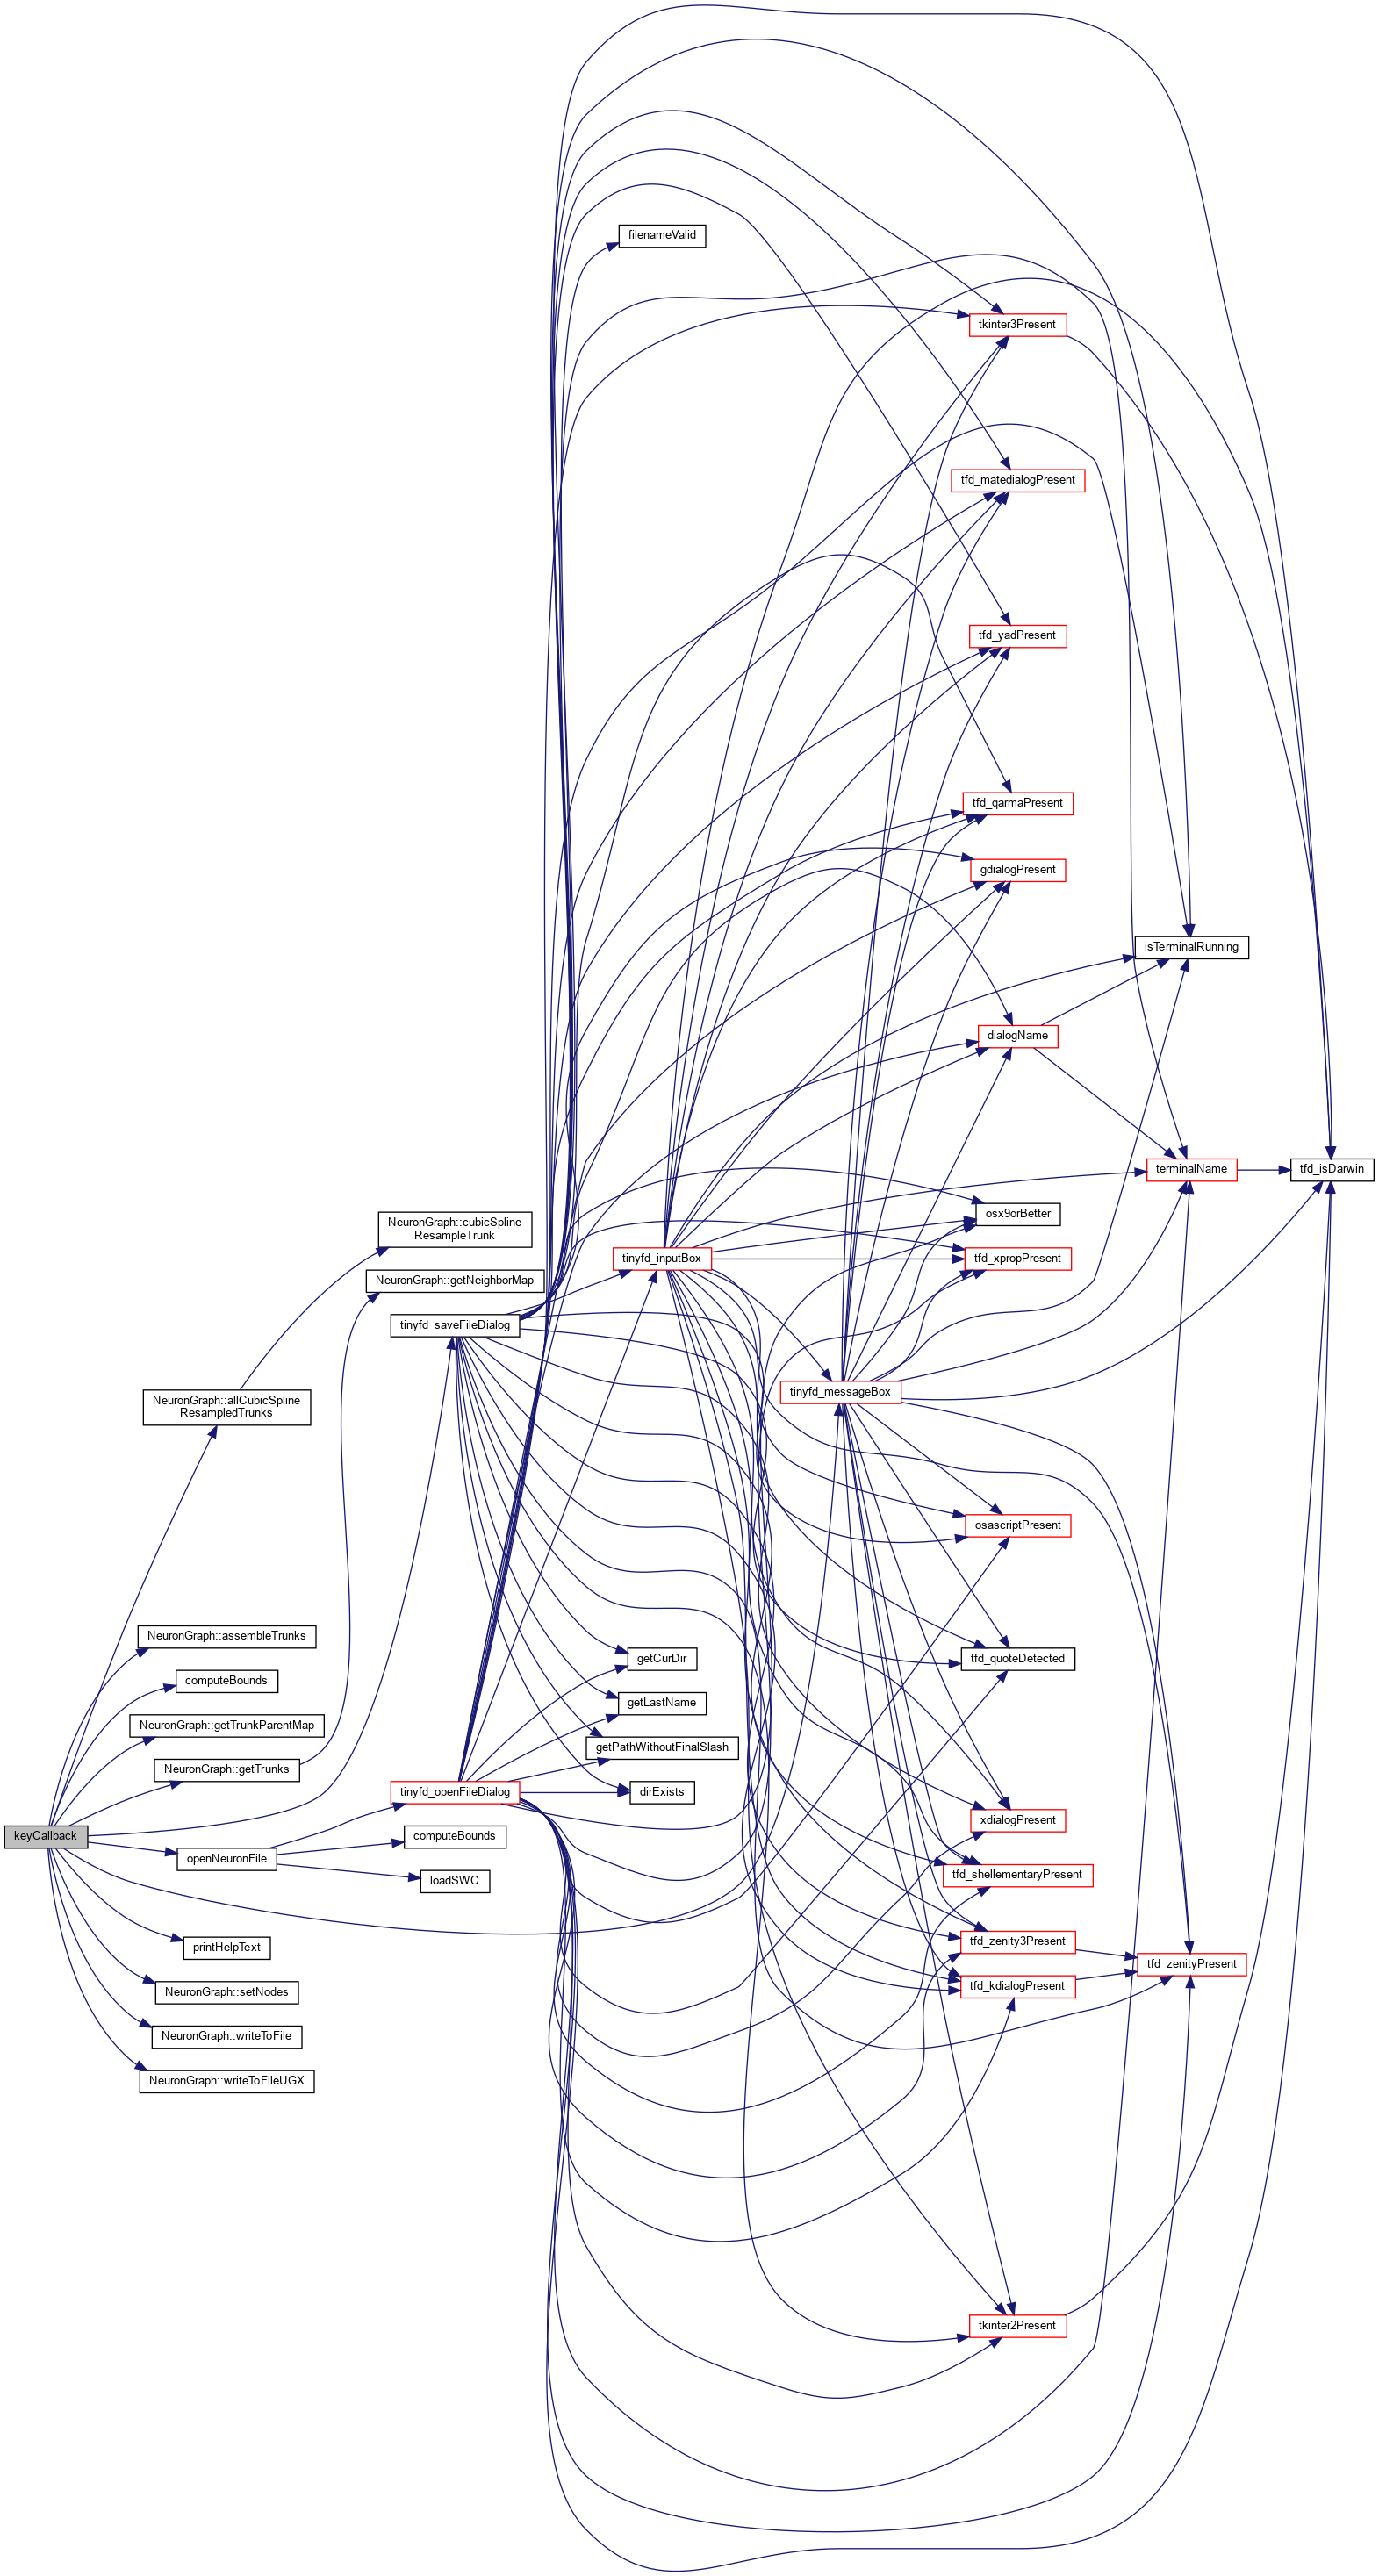 filenameValid
tkinter3Present
tfd_matedialogPresent
tfd_yadPresent
tfd_qarmaPresent
gdialogPresent
isTerminalRunning
dialogName
terminalName
tfd_isDarwin
osx9orBetter
NeuronGraph::cubicSpline
ResampleTrunk
tinyfd_inputBox
tfd_xpropPresent
NeuronGraph::getNeighborMap
tinyfd_saveFileDialog
tinyfd_messageBox
NeuronGraph::allCubicSpline
ResampledTrunks
osascriptPresent
NeuronGraph::assembleTrunks
getCurDir
tfd_quoteDetected
computeBounds
getLastName
NeuronGraph::getTrunkParentMap
getPathWithoutFinalSlash
NeuronGraph::getTrunks
tinyfd_openFileDialog
dirExists
xdialogPresent
keyCallback
computeBounds
openNeuronFile
tfd_shellementaryPresent
loadSWC
printHelpText
tfd_zenity3Present
tfd_zenityPresent
NeuronGraph::setNodes
tfd_kdialogPresent
NeuronGraph::writeToFile
NeuronGraph::writeToFileUGX
tkinter2Present